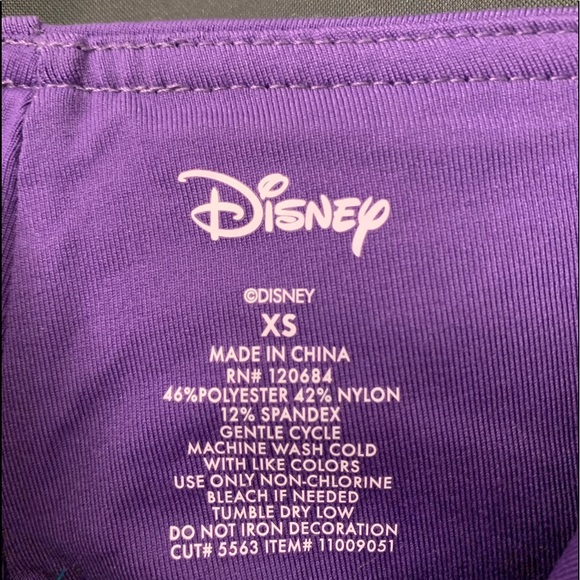 Disney
©DISNEY
XS
MADE IN CHINA
RN# 120684
46%POLYESTER 42% NYLON
12% SPANDEX
GENTLE CYCLE
MACHINE WASH COLD
WITH LIKE COLORS
USE ONLY NON-CHLORINE
BLEACH IF NEEDED
TUMBLE DRY LOW
DO NOT IRON DECORATION
CUT# 5563 ITEM# 11009051